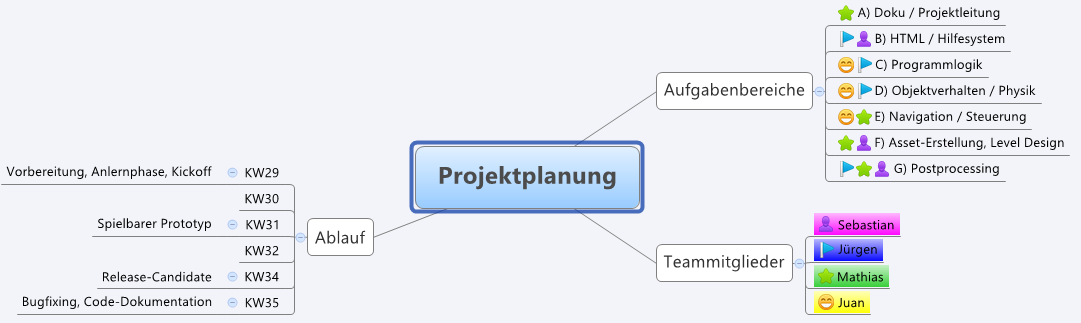 Projektplanung
Aufgabenbereiche
A) Doku / Projektleitung
B) HTML / Hilfesystem
C) Programmlogik
D) Objektverhalten / Physik
E) Navigation / Steuerung
F) Asset-Erstellung, Level Design
G) Postprocessing
Teammitglieder
Sebastian
Jürgen
Mathias
Juan
Ablauf
Vorbereitung, Anlernphase, Kickoff KW29
KW30
Spielbarer Prototyp KW31
KW32
Release-Candidate KW34
Bugfixing, Code-Dokumentation KW35